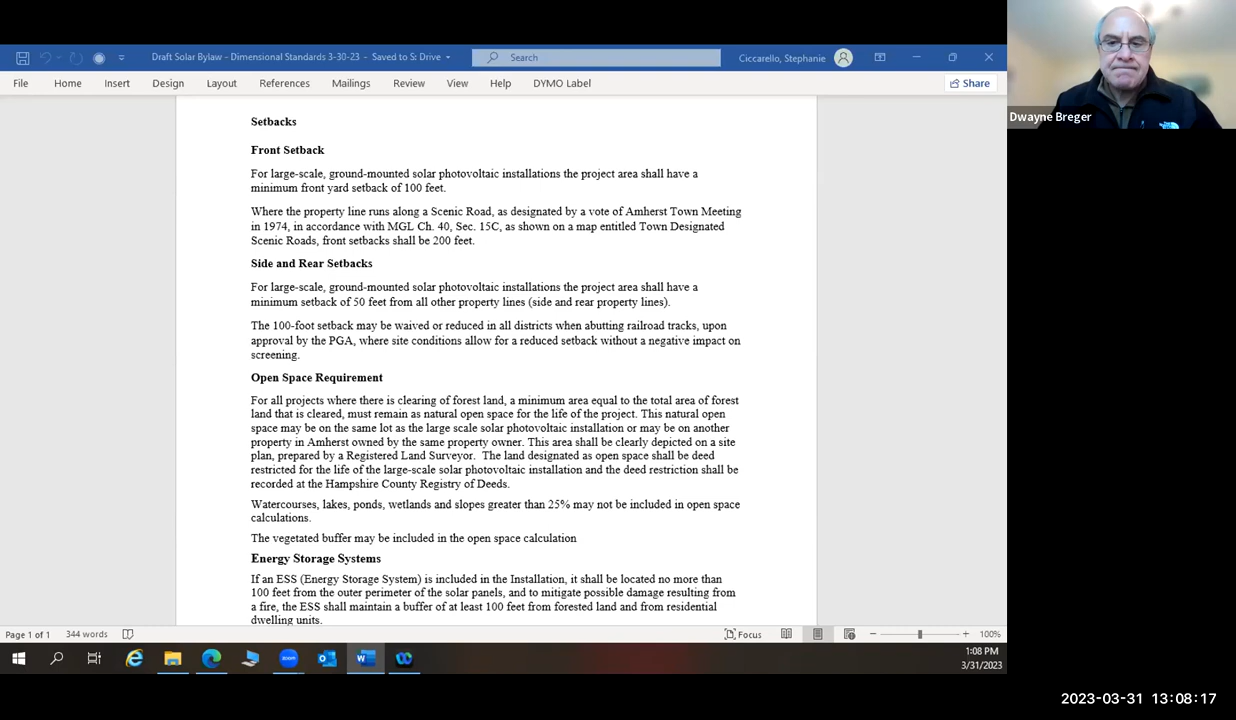 Draft Solar Bylaw – Dimensional Standards 3-30-23 - Saved to S: Drive
Search
Ciccarello, Stephanie
File Home Insert Design Layout References Mailings Review View Help DYMO Label Share
Dwayne Breger
Setbacks
Front Setback
For large-scale, ground-mounted solar photovoltaic installations the project area shall have a
minimum front yard setback of 100 feet.
Where the property line runs along a Scenic Road, as designated by a vote of Amherst Town Meeting
in 1974, in accordance with MGL Ch. 40, Sec. 15C, as shown on a map entitled Town Designated
Scenic Roads, front setbacks shall be 200 feet.
Side and Rear Setbacks
For large-scale, ground-mounted solar photovoltaic installations the project area shall have a
minimum setback of 50 feet from all other property lines (side and rear property lines).
The 100-foot setback may be waived or reduced in all districts when abutting railroad tracks, upon
approval by the PGA, where site conditions allow for a reduced setback without a negative impact on
screening.
Open Space Requirement
For all projects where there is clearing of forest land, a minimum area equal to the total area of forest
land that is cleared, must remain as natural open space for the life of the project. This natural open
space may be on the same lot as the large scale solar photovoltaic installation or may be on another
property in Amherst owned by the same property owner. This area shall be clearly depicted on a site
plan, prepared by a Registered Land Surveyor. The land designated as open space shall be deed
restricted for the life of the large-scale solar photovoltaic installation and the deed restriction shall be
recorded at the Hampshire County Registry of Deeds.
Watercourses, lakes, ponds, wetlands and slopes greater than 25% may not be included in open space
calculations.
The vegetated buffer may be included in the open space calculation
Energy Storage Systems
If an ESS (Energy Storage System) is included in the Installation, it shall be located no more than
100 feet from the outer perimeter of the solar panels, and to mitigate possible damage resulting from
a fire, the ESS shall maintain a buffer of at least 100 feet from forested land and from residential
dwelling units.
Page 1 of 1 344 words Focus 100%
1:08 PM
3/31/2023
2023-03-31 13:08:17